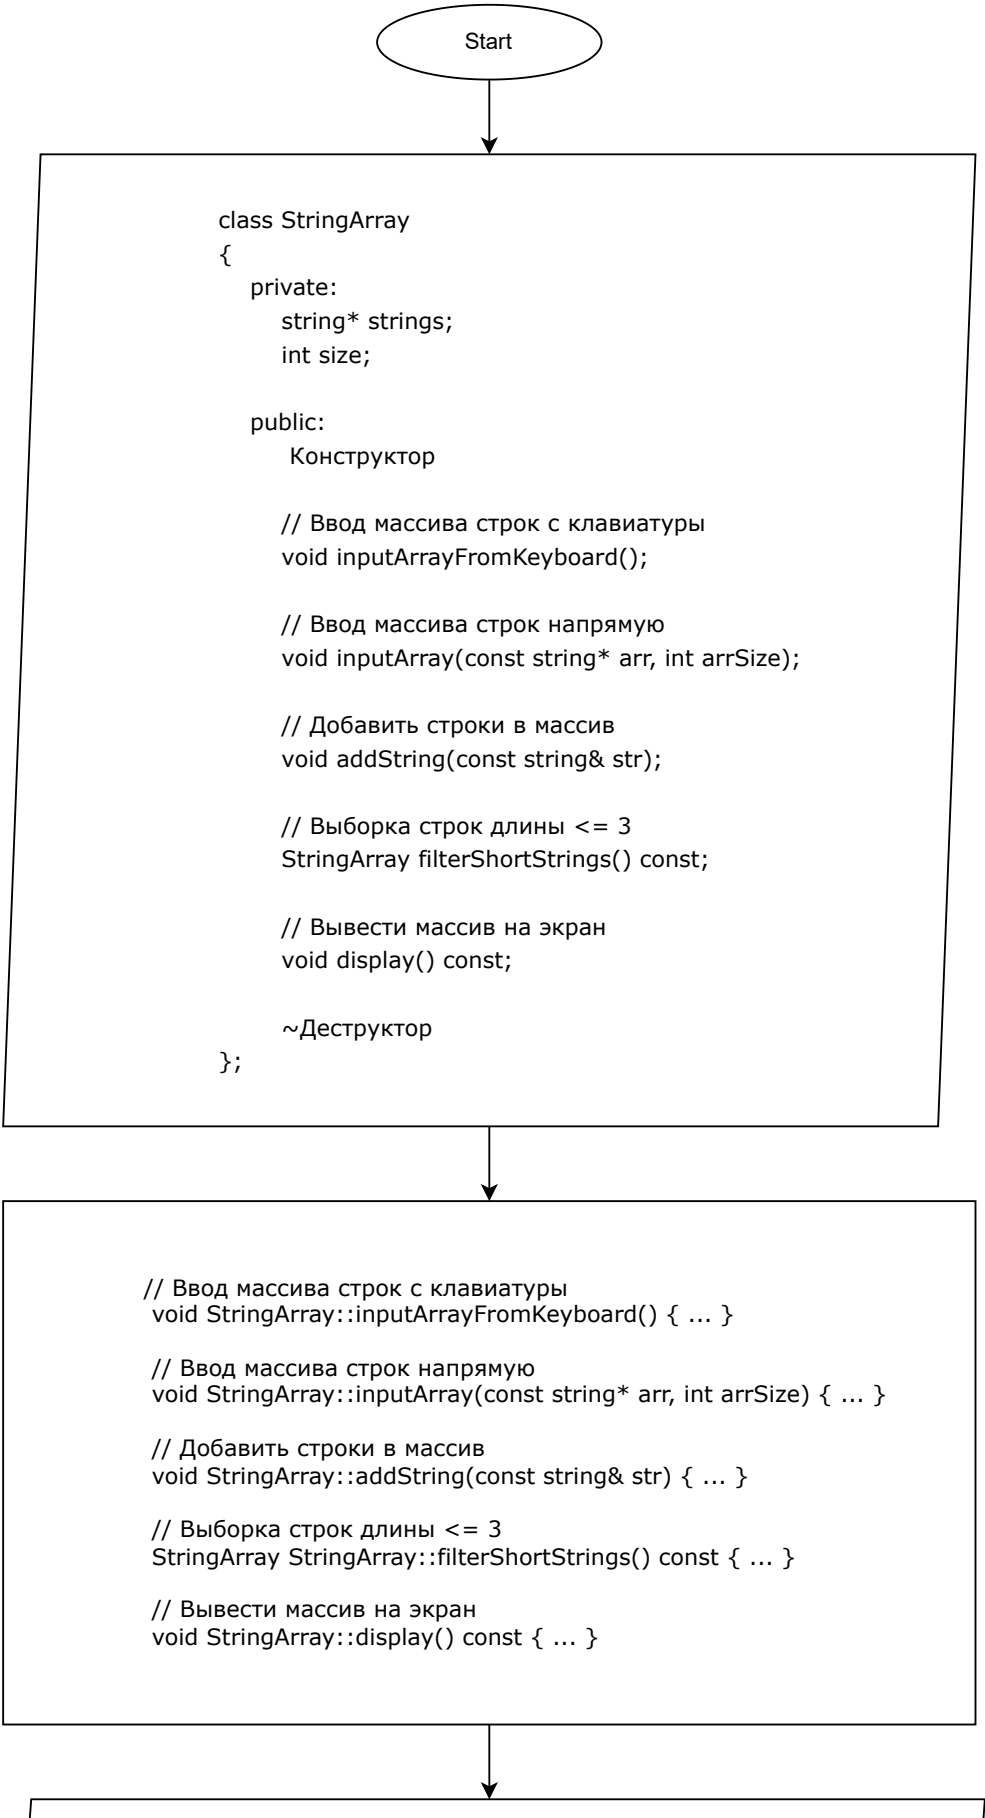 Start
class StringArray
{
private:
string* strings;
int size;
public:
Конструктор
// Ввод массива строк с клавиатуры
void inputArrayFromKeyboard();
// Ввод массива строк напрямую
void inputArray(const string* arr, int arrSize);
// Добавить строки в массив
void addString(const string& str);
// Выборка строк длины <= 3
StringArray filterShortStrings() const;
// Вывести массив на экран
void display() const;
~Деструктор
};
// Ввод массива строк с клавиатуры
void StringArray::inputArrayFromKeyboard() { ... }
// Ввод массива строк напрямую
void StringArray::inputArray(const string* arr, int arrSize) { ... }
// Добавить строки в массив
void StringArray::addString(const string& str) { ... }
// Выборка строк длины <= 3
StringArray StringArray::filterShortStrings() const { ... }
// Вывести массив на экран
void StringArray::display() const { ... }